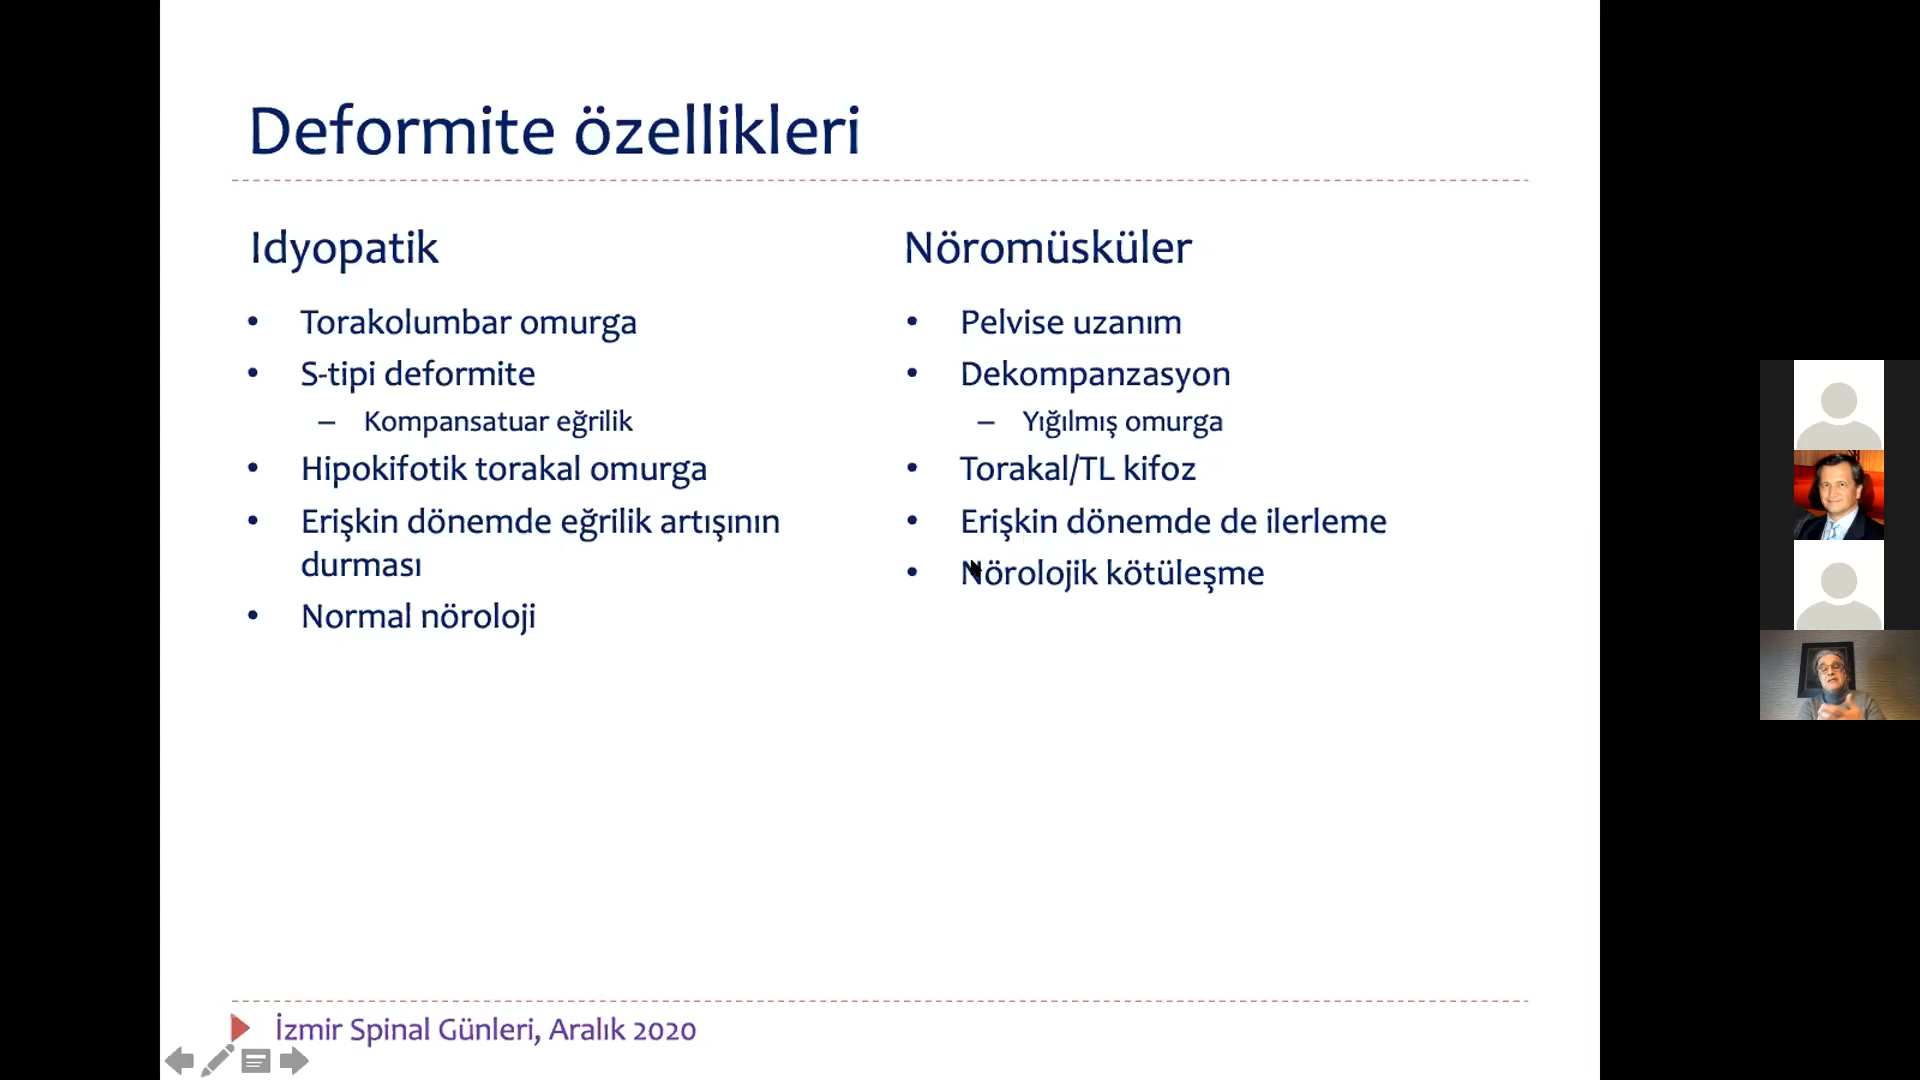 Deformite özellikleri
Idyopatik
• Torakolumbar omurga
• S-tipi deformite
– Kompansatuar eğrilik
• Hipokifotik torakal omurga
• Erişkin dönemde eğrilik artışının
durması
• Normal nöroloji
Nöromüsküler
• Pelvise uzanım
• Dekompanzasyon
– Yığılmış omurga
• Torakal/TL kifoz
• Erişkin dönemde de ilerleme
• Nörolojik kötüleşme
İzmir Spinal Günleri, Aralık 2020